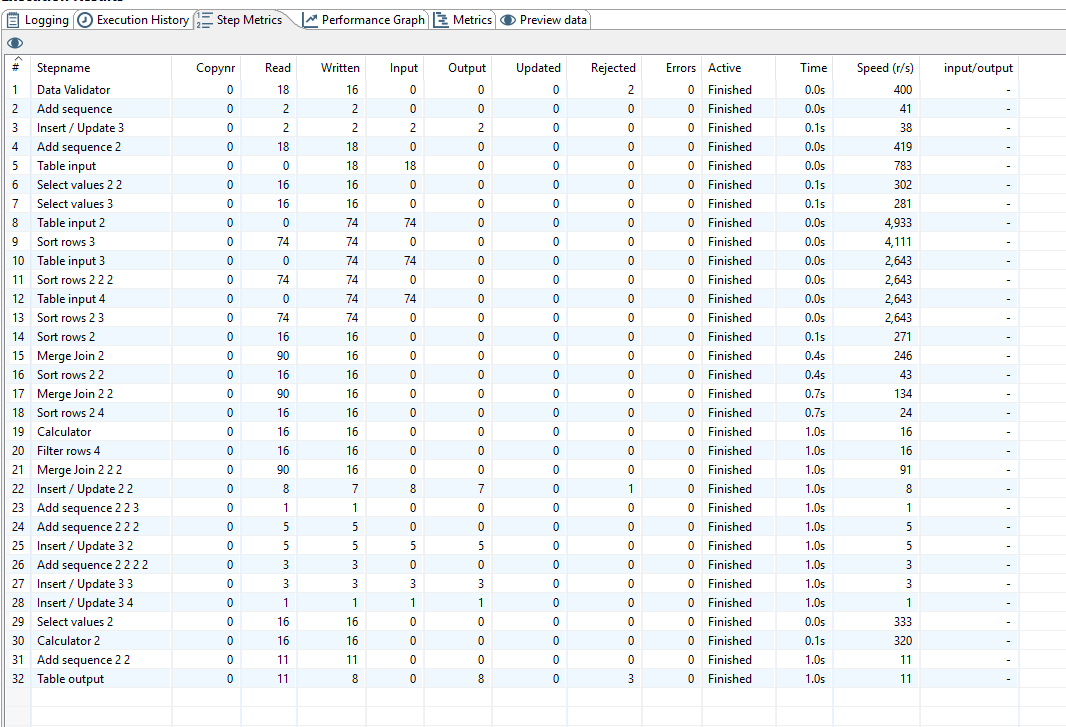 Logging Execution History Step Metrics Performance Graph Metrics Preview data
# Stepname Copynr Read Written Input Output Updated Rejected Errors Active Time Speed (r/s) input/output
1 Data Validator 0 18 16 0 0 0 2 0 Finished 0.0s 400 -
2 Add sequence 0 2 2 0 0 0 0 0 Finished 0.0s 41 -
3 Insert / Update 3 0 2 2 2 2 0 0 0 Finished 0.1s 38 -
4 Add sequence 2 0 18 18 0 0 0 0 0 Finished 0.0s 419 -
5 Table input 0 0 18 18 0 0 0 0 Finished 0.0s 783 -
6 Select values 2 2 0 16 16 0 0 0 0 0 Finished 0.1s 302 -
7 Select values 3 0 16 16 0 0 0 0 0 Finished 0.1s 281 -
8 Table input 2 0 0 74 74 0 0 0 0 Finished 0.0s 4,933 -
9 Sort rows 3 0 74 74 0 0 0 0 0 Finished 0.0s 4,111 -
10 Table input 3 0 0 74 74 0 0 0 0 Finished 0.0s 2,643 -
11 Sort rows 2 2 2 0 74 74 0 0 0 0 0 Finished 0.0s 2,643 -
12 Table input 4 0 0 74 74 0 0 0 0 Finished 0.0s 2,643 -
13 Sort rows 2 3 0 74 74 0 0 0 0 0 Finished 0.0s 2,643 -
14 Sort rows 2 0 16 16 0 0 0 0 0 Finished 0.1s 271 -
15 Merge Join 2 0 90 16 0 0 0 0 0 Finished 0.4s 246 -
16 Sort rows 2 2 0 16 16 0 0 0 0 0 Finished 0.4s 43 -
17 Merge Join 2 2 0 90 16 0 0 0 0 0 Finished 0.7s 134 -
18 Sort rows 2 4 0 16 16 0 0 0 0 0 Finished 0.7s 24 -
19 Calculator 0 16 16 0 0 0 0 0 Finished 1.0s 16 -
20 Filter rows 4 0 16 16 0 0 0 0 0 Finished 1.0s 16 -
21 Merge Join 2 2 2 0 90 16 0 0 0 0 0 Finished 1.0s 91 -
22 Insert / Update 2 2 0 8 7 8 7 0 1 0 Finished 1.0s 8 -
23 Add sequence 2 2 3 0 1 1 0 0 0 0 0 Finished 1.0s 1 -
24 Add sequence 2 2 2 0 5 5 0 0 0 0 0 Finished 1.0s 5 -
25 Insert / Update 3 2 0 5 5 5 5 0 0 0 Finished 1.0s 5 -
26 Add sequence 2 2 2 2 0 3 3 0 0 0 0 0 Finished 1.0s 3 -
27 Insert / Update 3 3 0 3 3 3 3 0 0 0 Finished 1.0s 3 -
28 Insert / Update 3 4 0 1 1 1 1 0 0 0 Finished 1.0s 1 -
29 Select values 2 0 16 16 0 0 0 0 0 Finished 0.0s 333 -
30 Calculator 2 0 16 16 0 0 0 0 0 Finished 0.1s 320 -
31 Add sequence 2 2 0 11 11 0 0 0 0 0 Finished 1.0s 11 -
32 Table output 0 11 8 0 8 0 3 0 Finished 1.0s 11 -